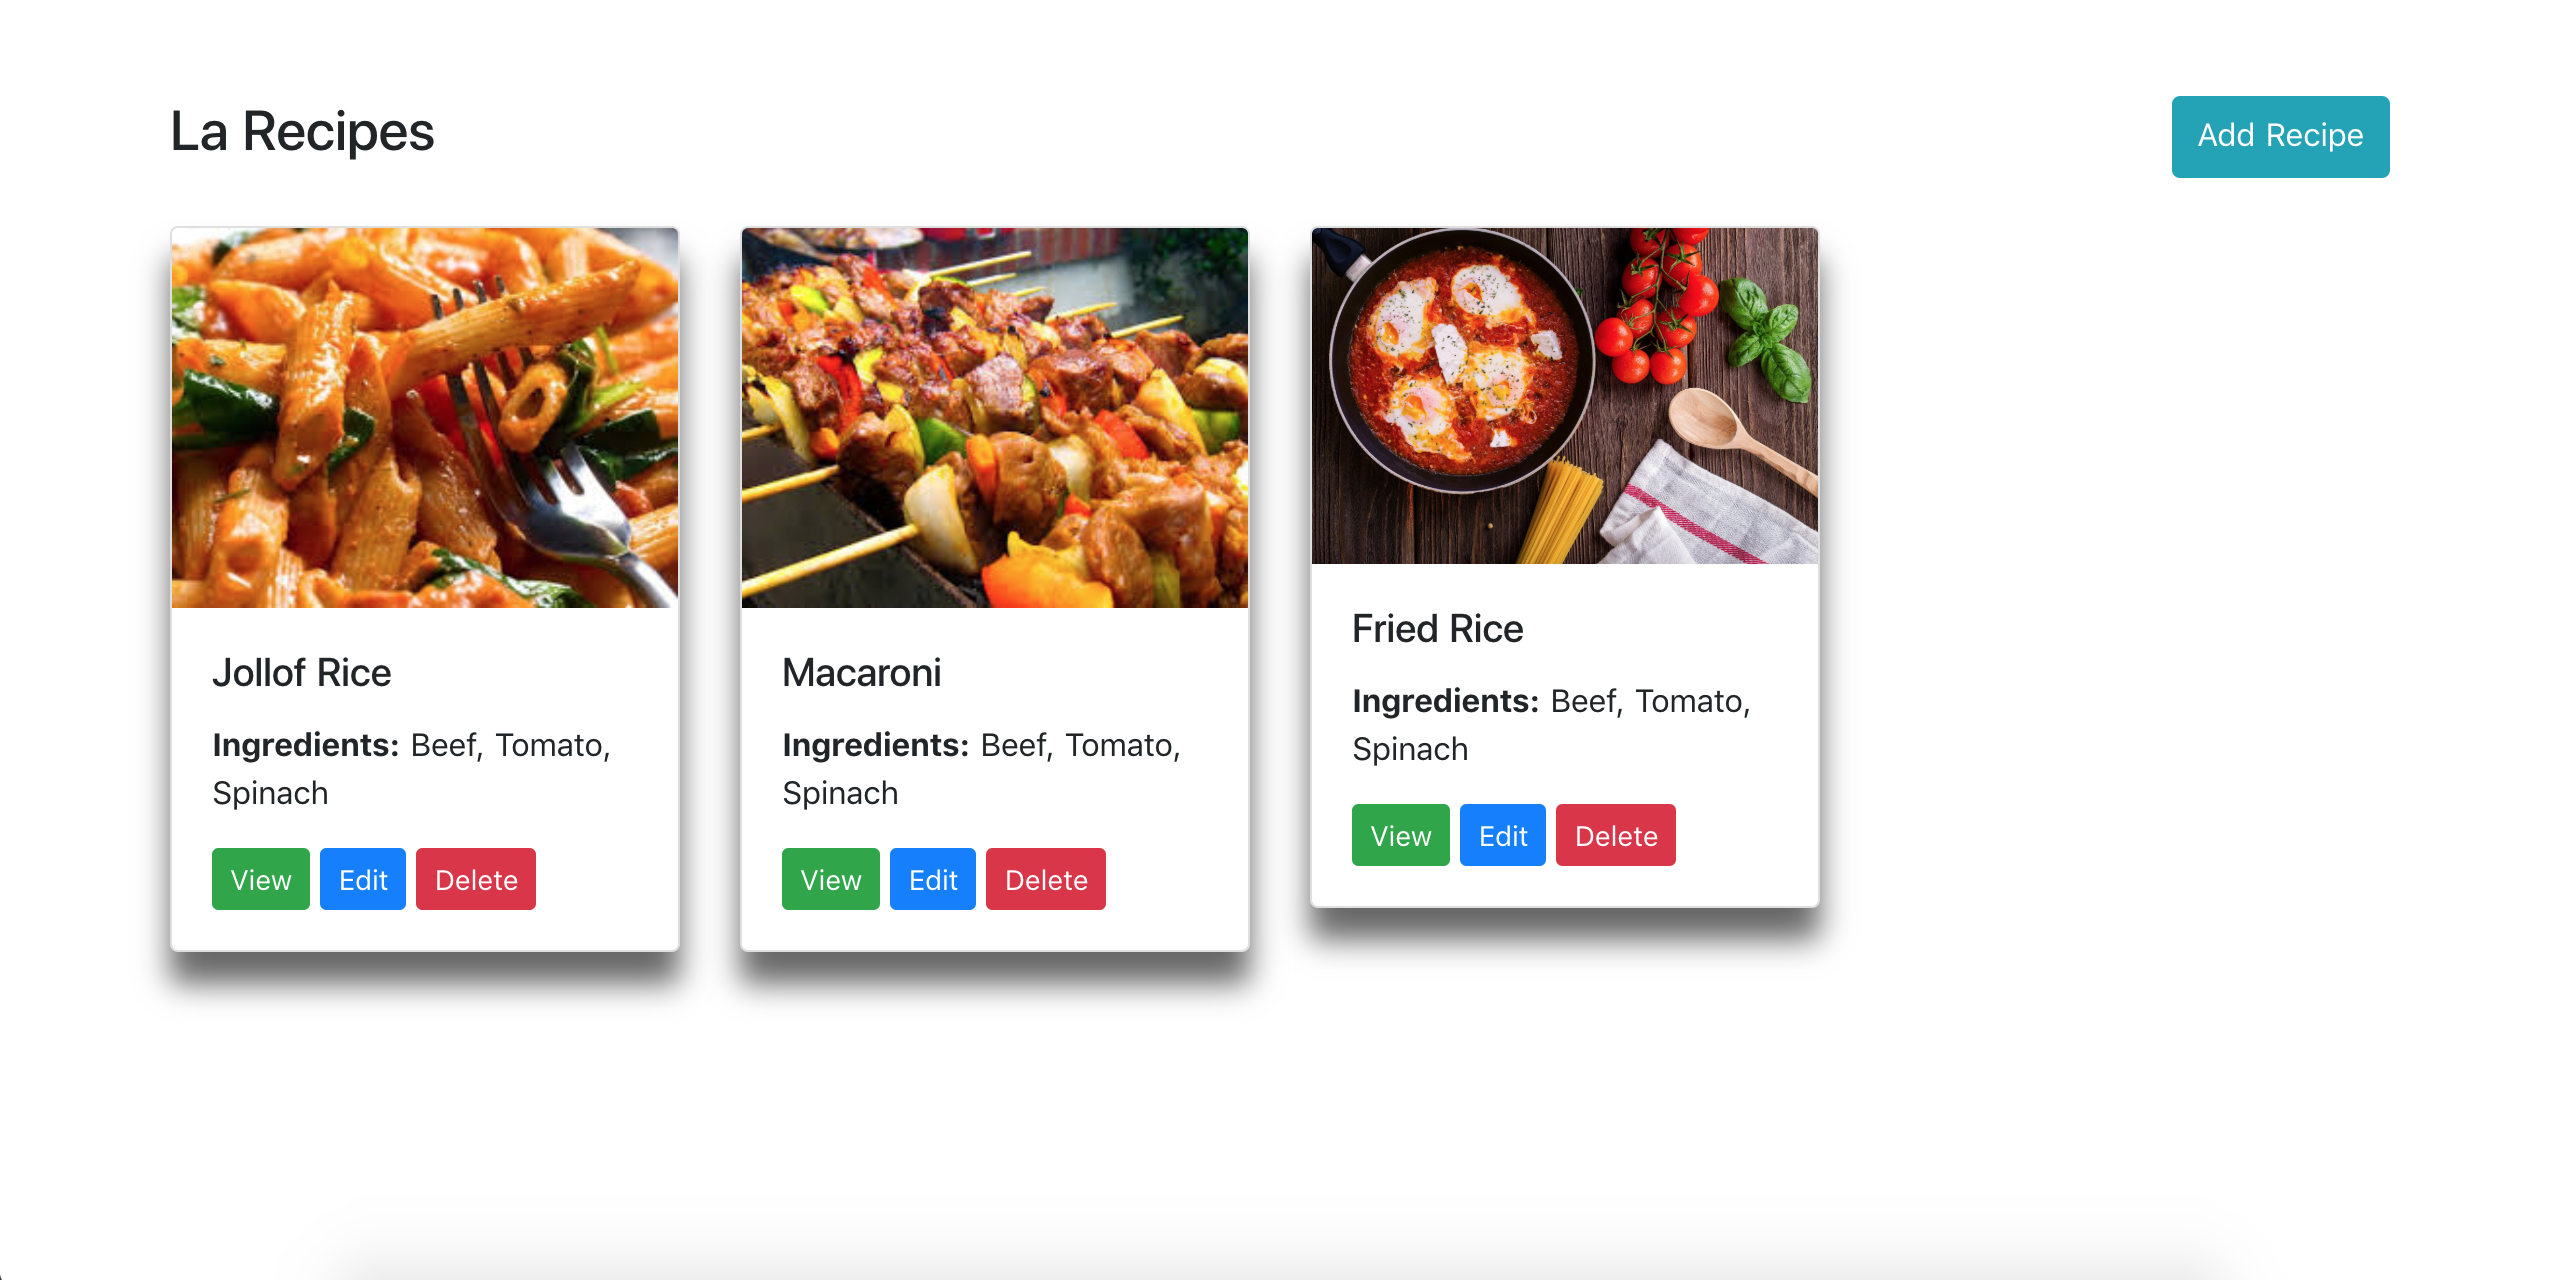 La Recipes
Add Recipe
Jollof Rice
Ingredients: Beef, Tomato,
Spinach
View Edit Delete
Macaroni
Ingredients: Beef, Tomato,
Spinach
View Edit Delete
Fried Rice
Ingredients: Beef, Tomato,
Spinach
View Edit Delete